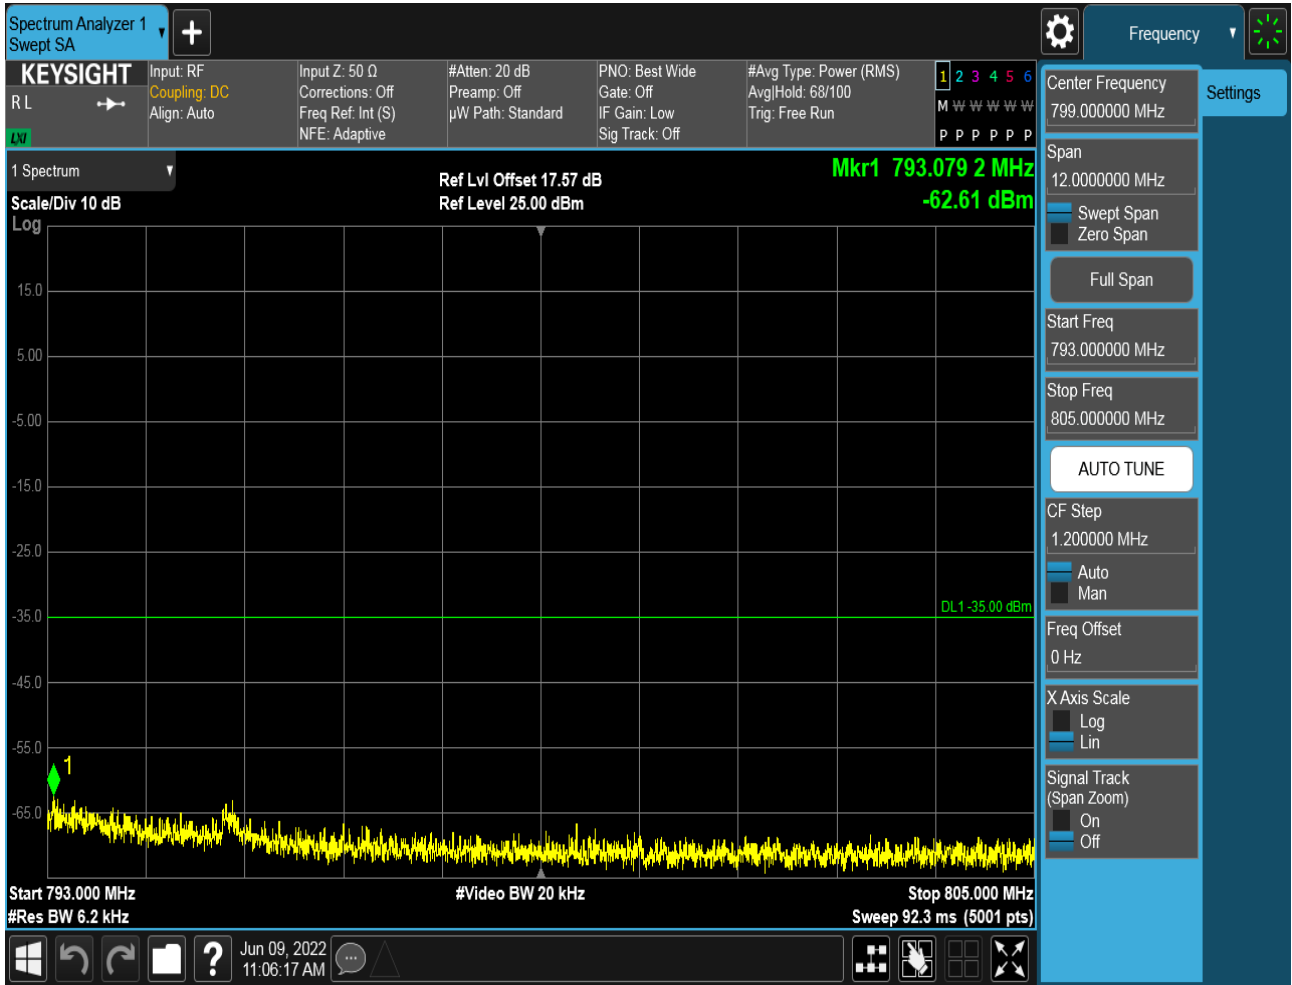 Spectrum Analyzer 1
Swept SA
Frequency
KEYSIGHT
R L
LXI
Input: RF
Coupling: DC
Align: Auto
Input Z: 50 Ω
Corrections: Off
Freq Ref: Int (S)
NFE: Adaptive
#Atten: 20 dB
Preamp: Off
µW Path: Standard
PNO: Best Wide
Gate: Off
IF Gain: Low
Sig Track: Off
#Avg Type: Power (RMS)
Avg|Hold: 68/100
Trig: Free Run
1 2 3 4 5 6
M W W W W W
P P P P P P
1 Spectrum
Scale/Div 10 dB
Log
Ref Lvl Offset 17.57 dB
Ref Level 25.00 dBm
Mkr1 793.079 2 MHz
-62.61 dBm
15.0
5.00
-5.00
-15.0
-25.0
-35.0
-45.0
-55.0
-65.0
DL1 -35.00 dBm
1
Start 793.000 MHz
#Res BW 6.2 kHz
#Video BW 20 kHz
Stop 805.000 MHz
Sweep 92.3 ms (5001 pts)
Jun 09, 2022
11:06:17 AM
Center Frequency
799.000000 MHz
Span
12.0000000 MHz
Swept Span
Zero Span
Full Span
Start Freq
793.000000 MHz
Stop Freq
805.000000 MHz
AUTO TUNE
CF Step
1.200000 MHz
Auto
Man
Freq Offset
0 Hz
X Axis Scale
Log
Lin
Signal Track
(Span Zoom)
On
Off
Settings